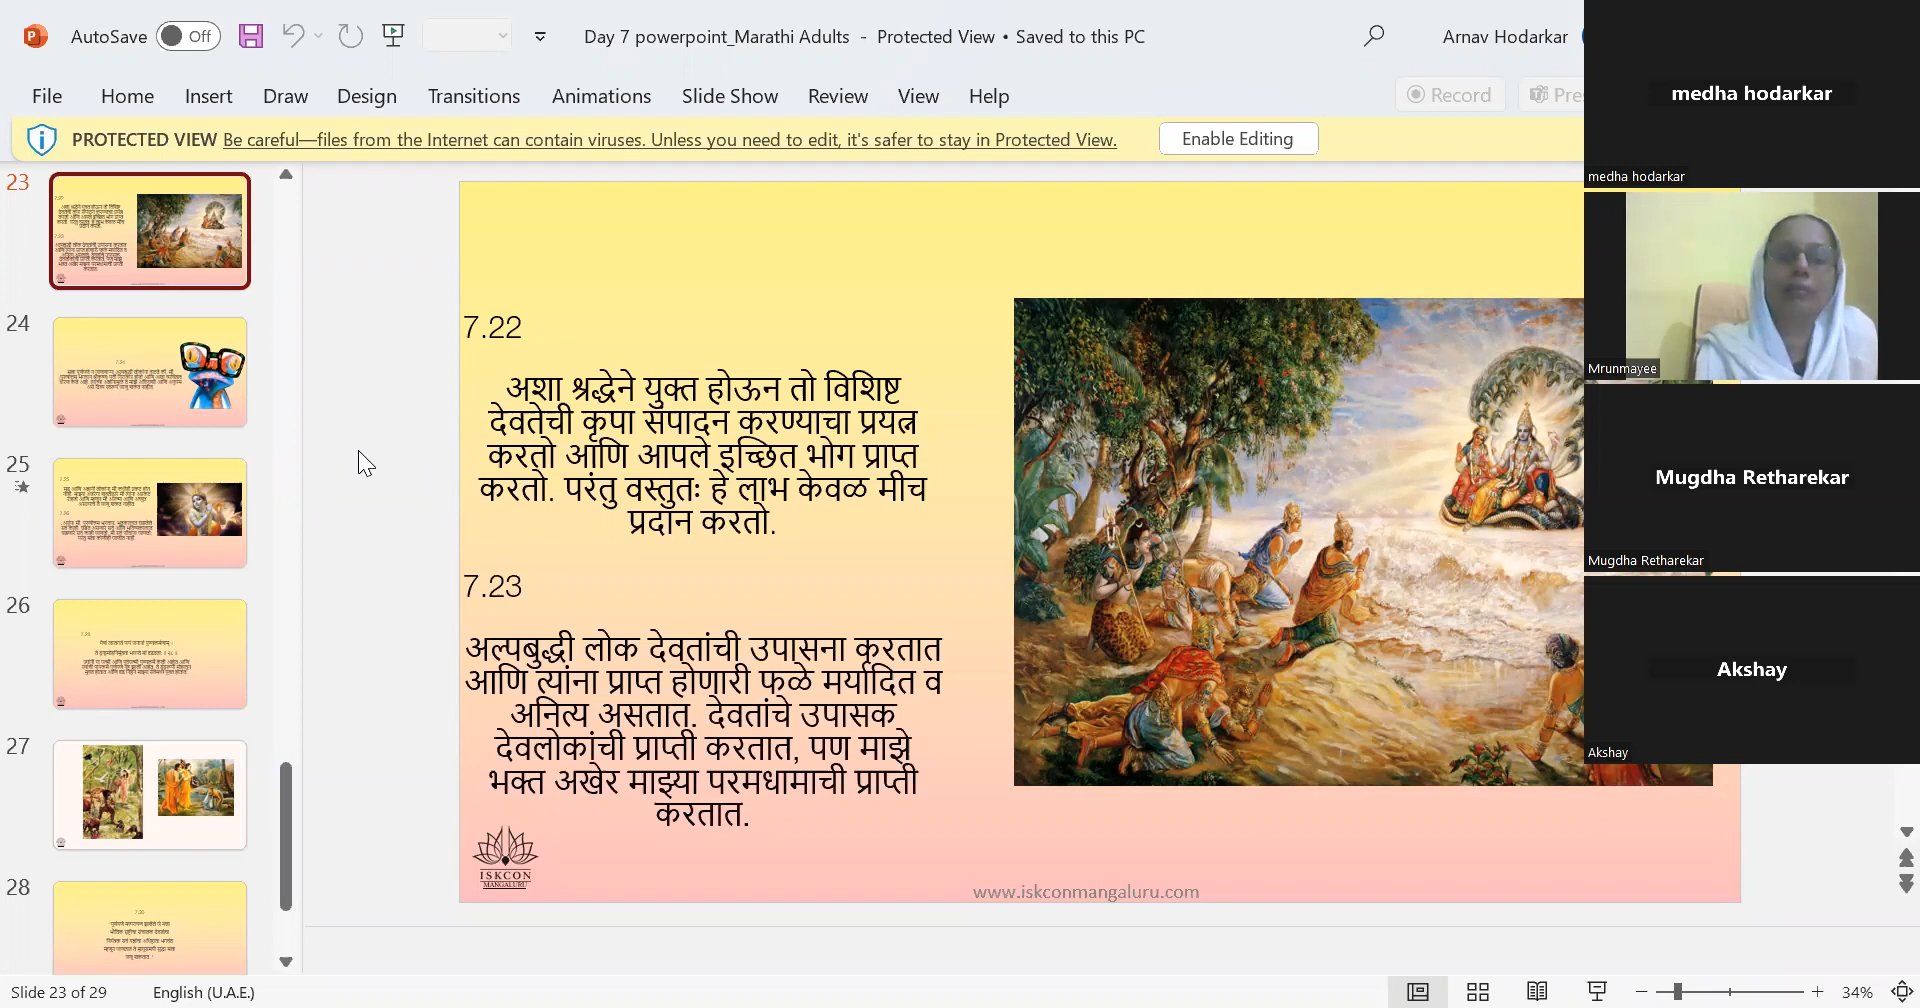 AutoSave Off Day 7 powerpoint_Marathi Adults - Protected View • Saved to this PC Arnav Hodarkar
File Home Insert Draw Design Transitions Animations Slide Show Review View Help Record Pres
PROTECTED VIEW Be careful—files from the Internet can contain viruses. Unless you need to edit, it's safer to stay in Protected View. Enable Editing
23
24
25
26
27
28
7.22
अशा श्रद्धेने युक्त होऊन तो विशिष्ट
देवतेची कृपा संपादन करण्याचा प्रयत्न
करतो आणि आपले इच्छित भोग प्राप्त
करतो. परंतु वस्तुतः हे लाभ केवळ मीच
प्रदान करतो.
7.23
अल्पबुद्धी लोक देवतांची उपासना करतात
आणि त्यांना प्राप्त होणारी फळे मर्यादित व
अनित्य असतात. देवतांचे उपासक
देवलोकांची प्राप्ती करतात, पण माझे
भक्त अखेर माझ्या परमधामाची प्राप्ती
करतात.
ISKCON
MANGALURU
www.iskconmangaluru.com
medha hodarkar
medha hodarkar
Mrunmayee
Mugdha Retharekar
Mugdha Retharekar
Akshay
Akshay
Slide 23 of 29 English (U.A.E.) 34%